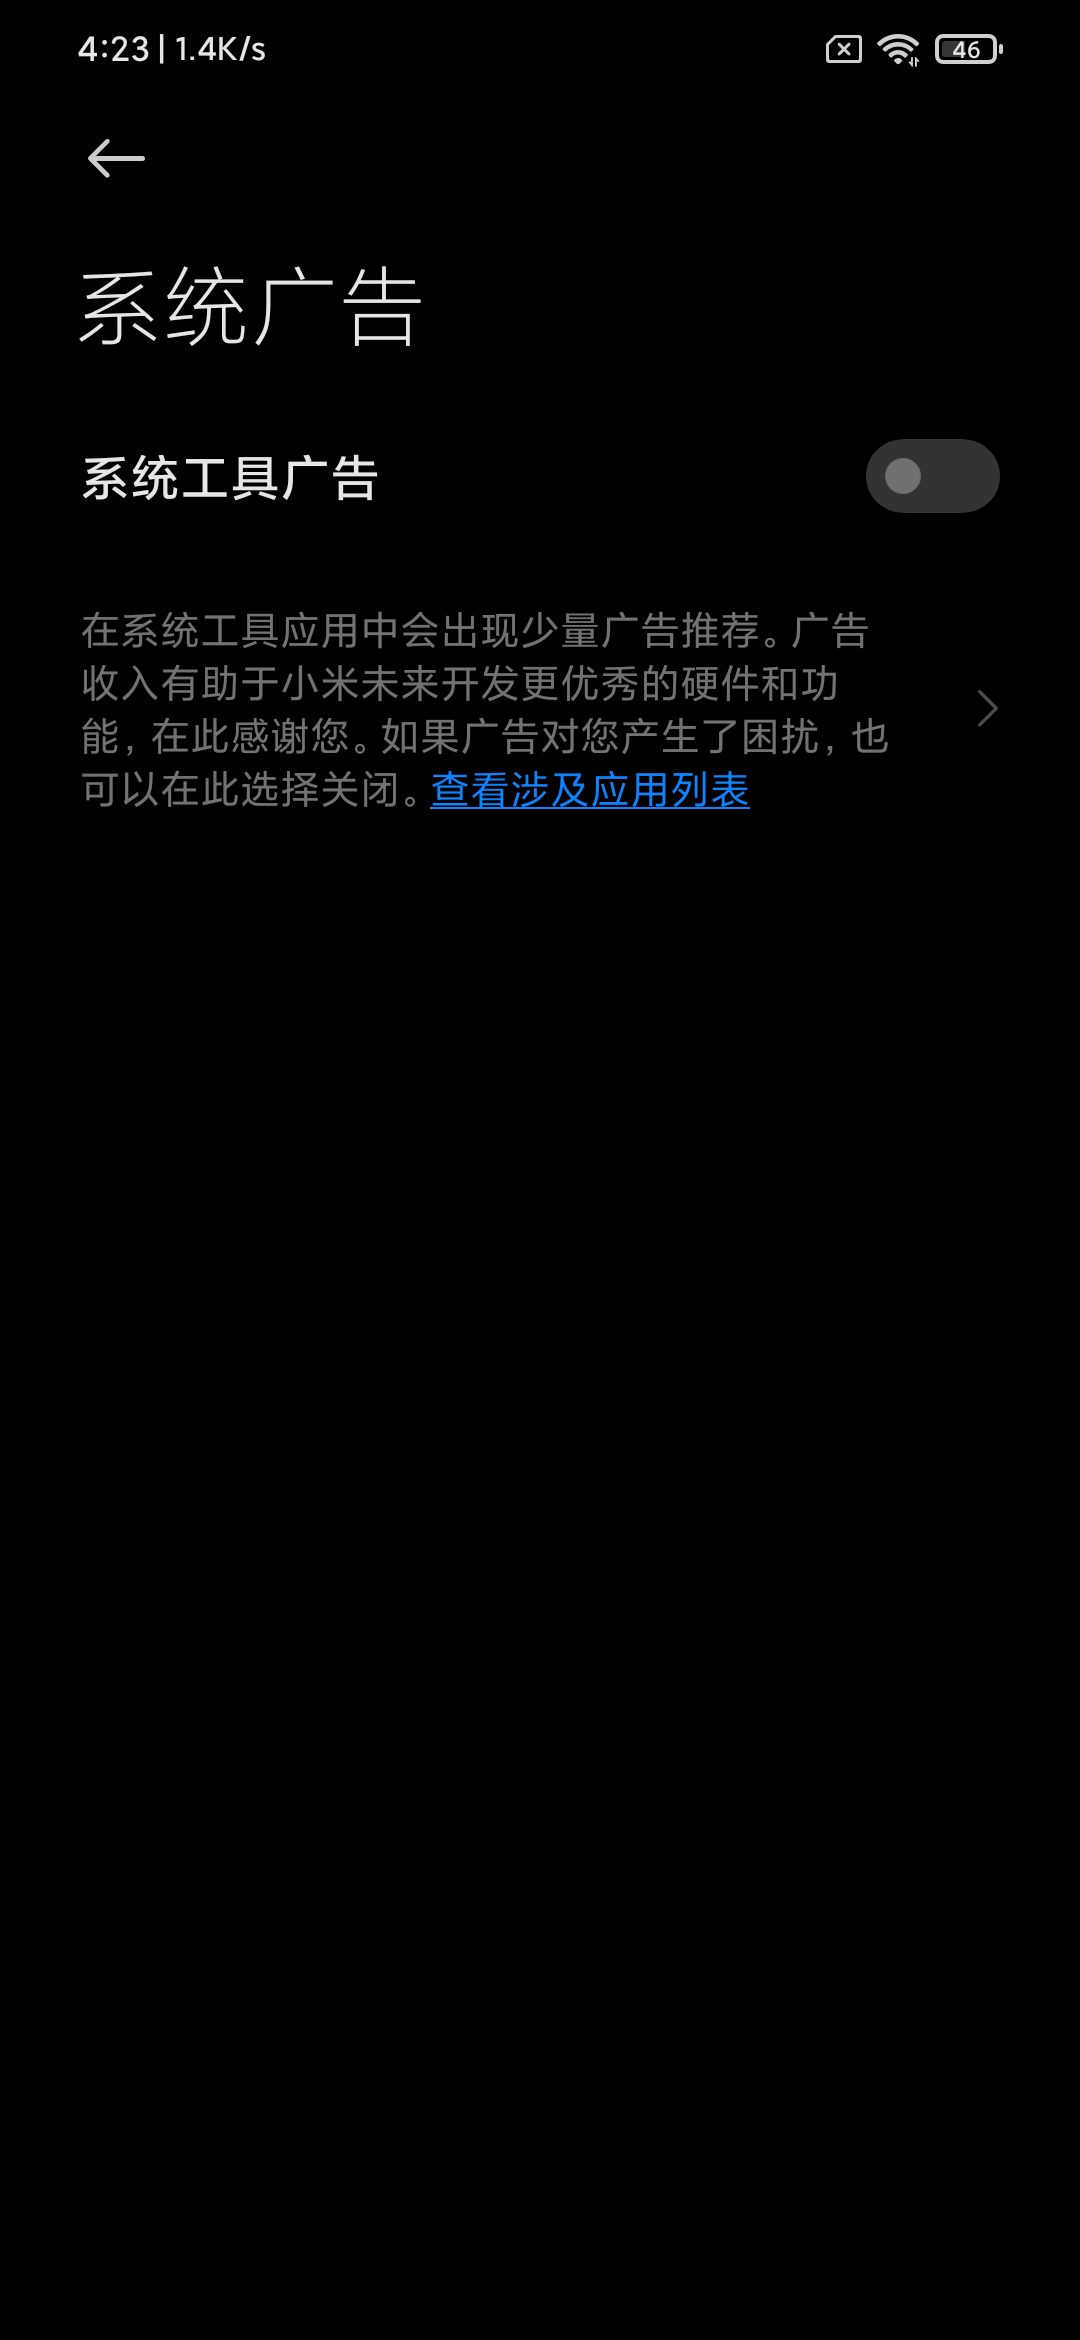 4:23 | 1.4K/s
46
系统广告
系统工具广告
在系统工具应用中会出现少量广告推荐。广告
收入有助于小米未来开发更优秀的硬件和功
能，在此感谢您。如果广告对您产生了困扰，也
可以在此选择关闭。查看涉及应用列表